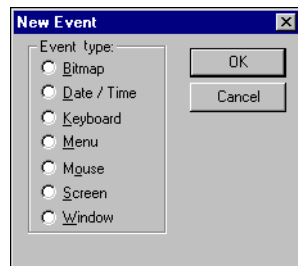 New Event
Event type:
Bitmap
Date / Time
Keyboard
Menu
Mouse
Screen
Window
OK
Cancel